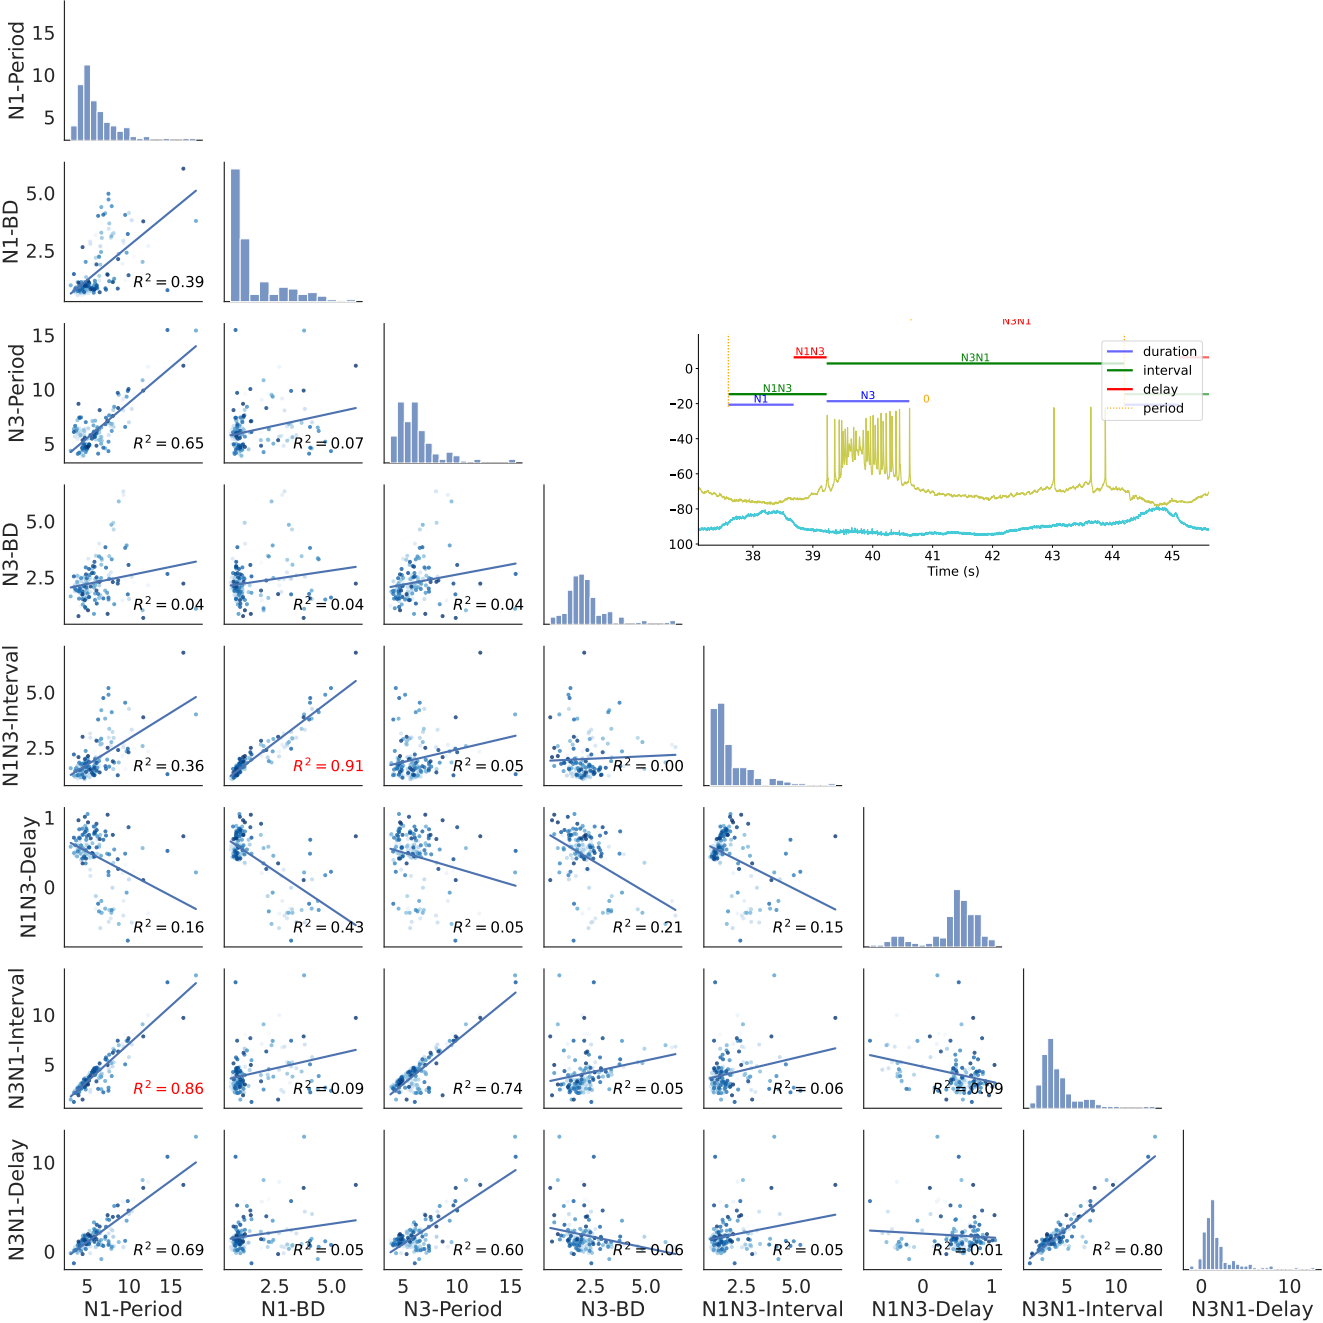 N1-Period
15
10
5
N1-BD
5.0
2.5
R² = 0.39
N3-Period
15
10
5
R² = 0.65
R² = 0.07
N3N1
0
−20
−40
−60
−80
100
N1N3
N3N1
N1N3
N1
N3
0
duration
interval
delay
period
38 39 40 41 42 43 44 45
Time (s)
N3-BD
5.0
2.5
R² = 0.04
R² = 0.04
R² = 0.04
N1N3-Interval
5.0
2.5
R² = 0.36
R² = 0.91
R² = 0.05
R² = 0.00
N1N3-Delay
1
0
R² = 0.16
R² = 0.43
R² = 0.05
R² = 0.21
R² = 0.15
N3N1-Interval
10
5
R² = 0.86
R² = 0.09
R² = 0.74
R² = 0.05
R² = 0.06
R² = 0.09
N3N1-Delay
10
0
R² = 0.69
R² = 0.05
R² = 0.60
R² = 0.06
R² = 0.05
R² = 0.01
R² = 0.80
5 10 15
2.5 5.0
5 10 15
2.5 5.0
2.5 5.0
0 1
5 10
0 10
N1-Period
N1-BD
N3-Period
N3-BD
N1N3-Interval
N1N3-Delay
N3N1-Interval
N3N1-Delay